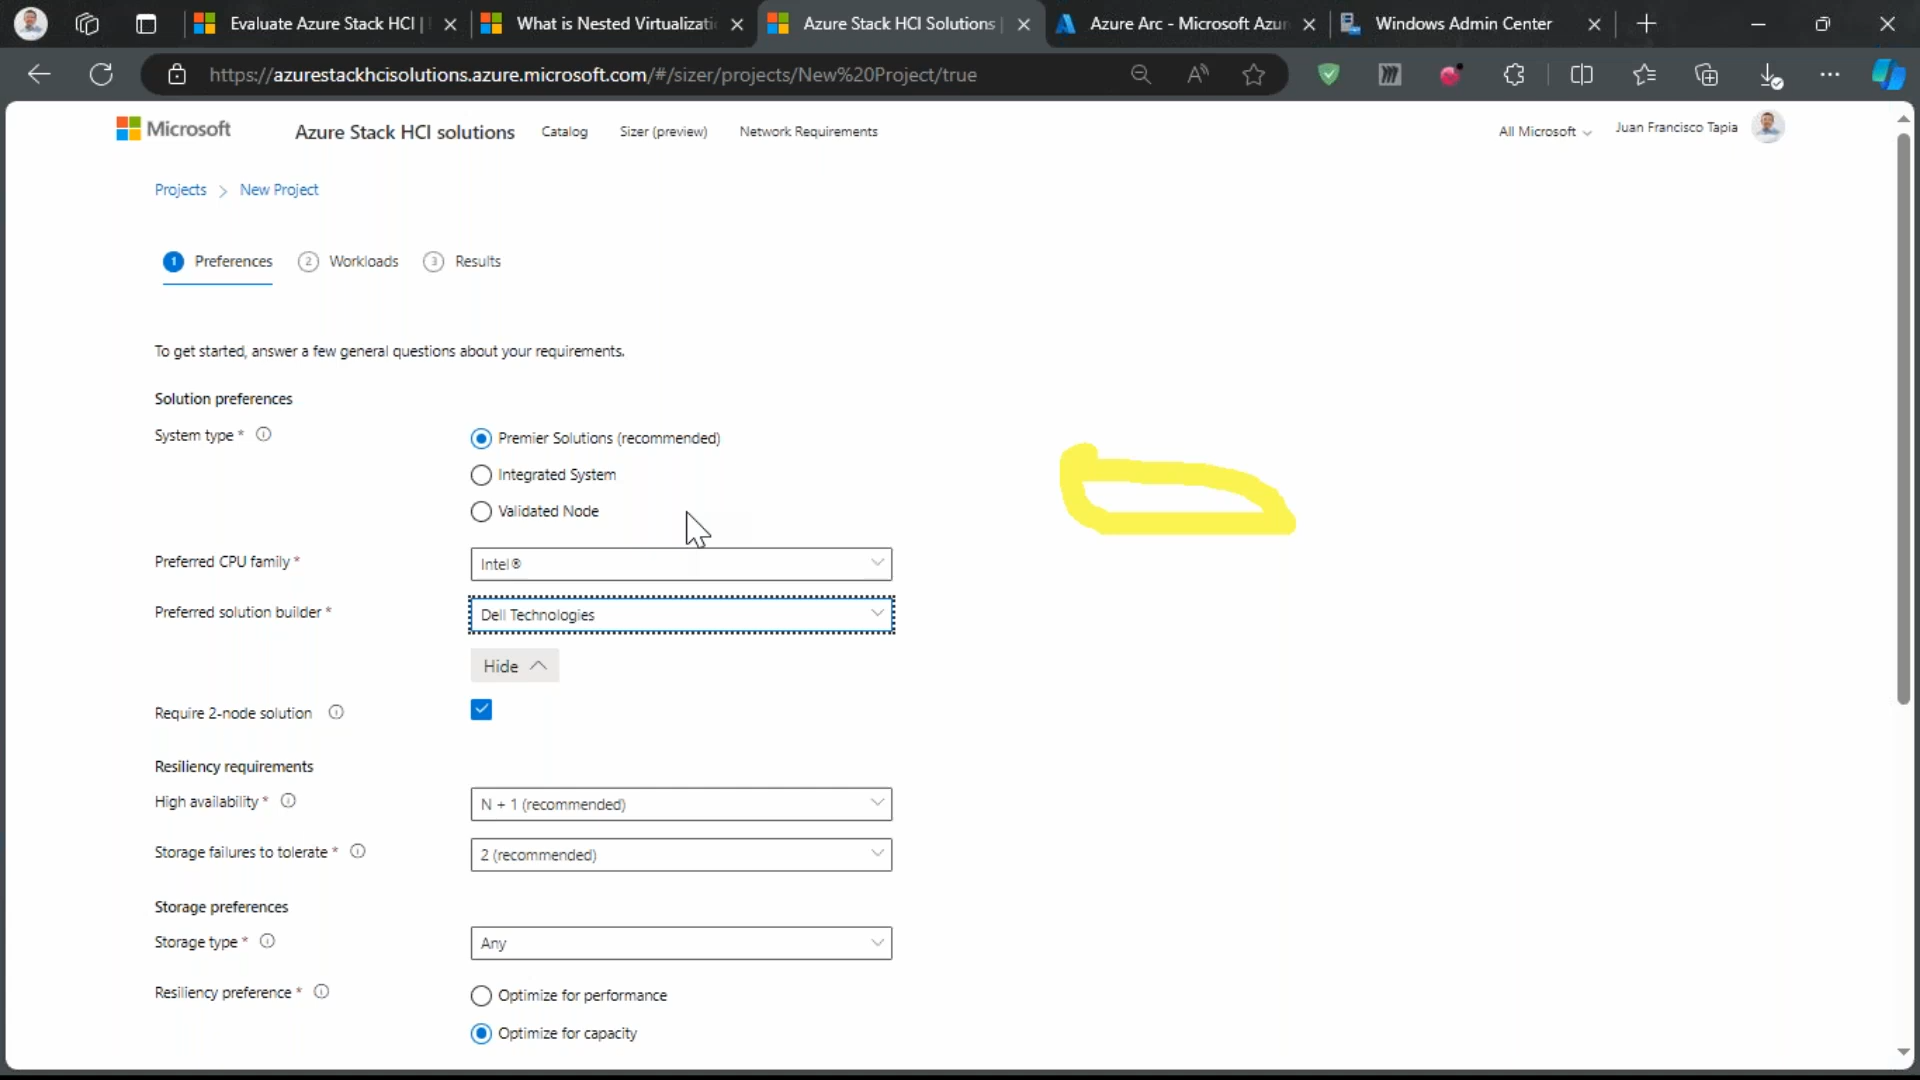 Evaluate Azure Stack HCI |
What is Nested Virtualizati
Azure Stack HCI Solutions |
Azure Arc - Microsoft Azur
Windows Admin Center
https://azurestackhcisolutions.azure.microsoft.com/#/sizer/projects/New%20Project/true
Microsoft
Azure Stack HCI solutions
Catalog
Sizer (preview)
Network Requirements
All Microsoft
Juan Francisco Tapia
Projects > New Project
1 Preferences
2 Workloads
3 Results
To get started, answer a few general questions about your requirements.
Solution preferences
System type *
Premier Solutions (recommended)
Integrated System
Validated Node
Preferred CPU family *
Intel®
Preferred solution builder *
Dell Technologies
Hide
Require 2-node solution
Resiliency requirements
High availability *
N + 1 (recommended)
Storage failures to tolerate *
2 (recommended)
Storage preferences
Storage type *
Any
Resiliency preference *
Optimize for performance
Optimize for capacity